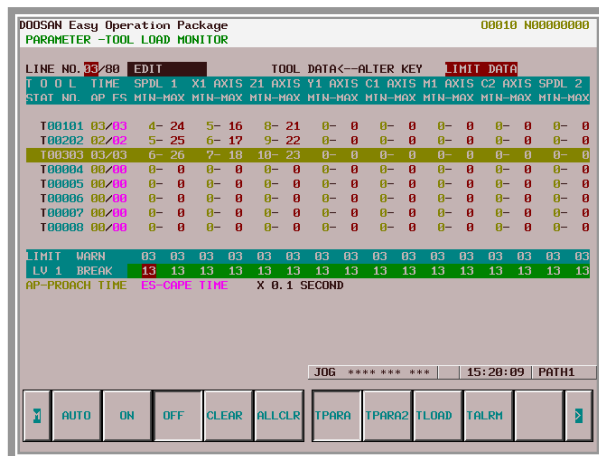 DOOSAN Easy Operation Package O0010 N00000000
PARAMETER -TOOL LOAD MONITOR
LINE NO.03/80 EDIT TOOL DATA<--ALTER KEY LIMIT DATA
T O O L TIME SPDL 1 X1 AXIS Z1 AXIS Y1 AXIS C1 AXIS M1 AXIS C2 AXIS SPDL 2
STAT NO. AP ES MIN-MAX MIN-MAX MIN-MAX MIN-MAX MIN-MAX MIN-MAX MIN-MAX MIN-MAX
T00101 03/03 4- 24 5- 16 8- 21 0- 0 0- 0 0- 0 0- 0 0- 0
T00202 02/02 5- 25 6- 17 9- 22 0- 0 0- 0 0- 0 0- 0 0- 0
T00303 03/03 6- 26 7- 18 10- 23 0- 0 0- 0 0- 0 0- 0 0- 0
T00004 00/00 0- 0 0- 0 0- 0 0- 0 0- 0 0- 0 0- 0 0- 0
T00005 00/00 0- 0 0- 0 0- 0 0- 0 0- 0 0- 0 0- 0 0- 0
T00006 00/00 0- 0 0- 0 0- 0 0- 0 0- 0 0- 0 0- 0 0- 0
T00007 00/00 0- 0 0- 0 0- 0 0- 0 0- 0 0- 0 0- 0 0- 0
T00008 00/00 0- 0 0- 0 0- 0 0- 0 0- 0 0- 0 0- 0 0- 0
LIMIT WARN 03 03 03 03 03 03 03 03 03 03 03 03 03 03 03 03
LV 1 BREAK 13 13 13 13 13 13 13 13 13 13 13 13 13 13 13 13
AP-PROACH TIME ES-CAPE TIME X 0.1 SECOND
JOG **** *** *** 15:20:09 PATH1
AUTO ON OFF CLEAR ALLCLR TPARA TPARA2 TLOAD TALRM >